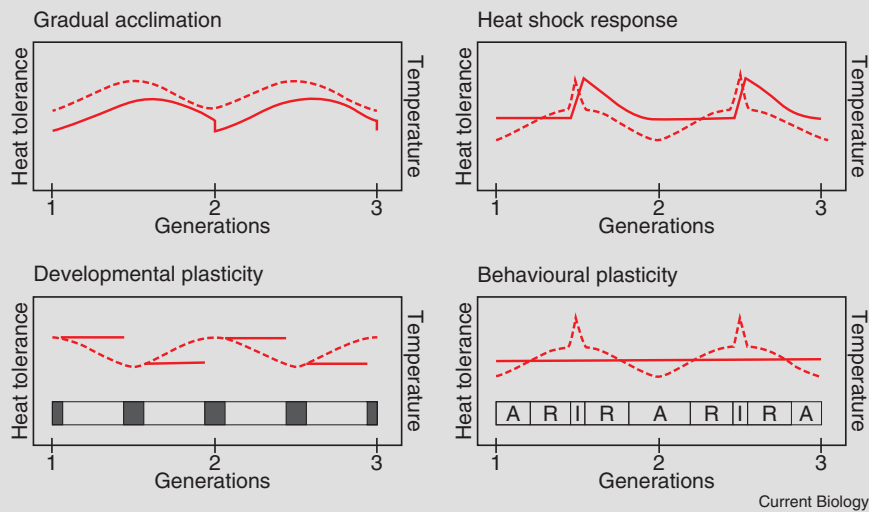 Gradual acclimation
Heat tolerance
Temperature
1 2 3
Generations
Heat shock response
Heat tolerance
Temperature
1 2 3
Generations
Developmental plasticity
Heat tolerance
Temperature
1 2 3
Generations
Behavioural plasticity
Heat tolerance
Temperature
A R I R A R I R A
1 2 3
Generations
Current Biology